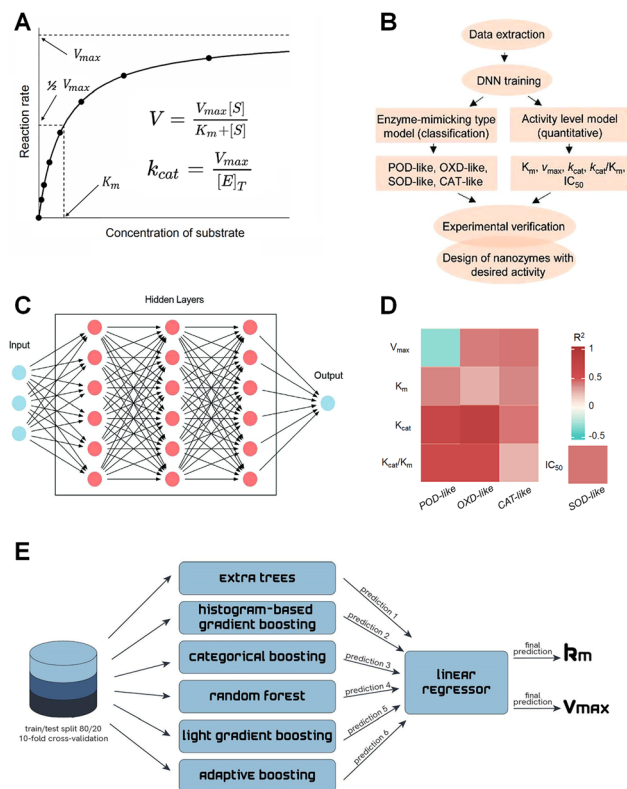 A
V_max
½ V_max
Reaction rate
V = V_max[S] / K_m+[S]
k_cat = V_max / [E]_T
K_m
Concentration of substrate
B
Data extraction
DNN training
Enzyme-mimicking type
model (classification)
Activity level model
(quantitative)
POD-like, OXD-like,
SOD-like, CAT-like
K_m, v_max, k_cat, k_cat/K_m,
IC_50
Experimental verification
Design of nanozymes with
desired activity
C
Hidden Layers
Input
Output
D
V_max
K_m
K_cat
K_cat/K_m
POD-like
OXD-like
CAT-like
R²
1
0.5
0
-0.5
IC_50
SOD-like
E
train/test split 80/20
10-fold cross-validation
EXTRA TREES
HISTOGRAM-BASED
GRADIENT BOOSTING
CATEGORICAL BOOSTING
RANDOM FOREST
LIGHT GRADIENT BOOSTING
ADAPTIVE BOOSTING
prediction 1
prediction 2
prediction 3
prediction 4
prediction 5
prediction 6
LINEAR
REGRESSOR
final
prediction
Km
final
prediction
Vmax